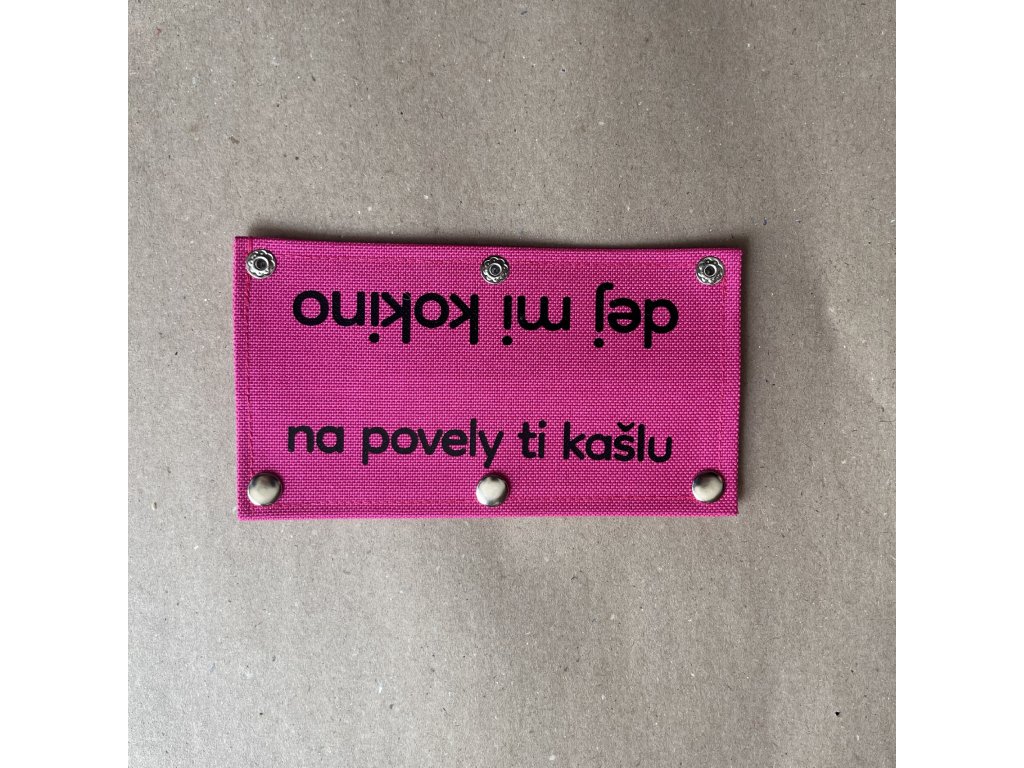 dej mi kokino
na povely ti kašlu